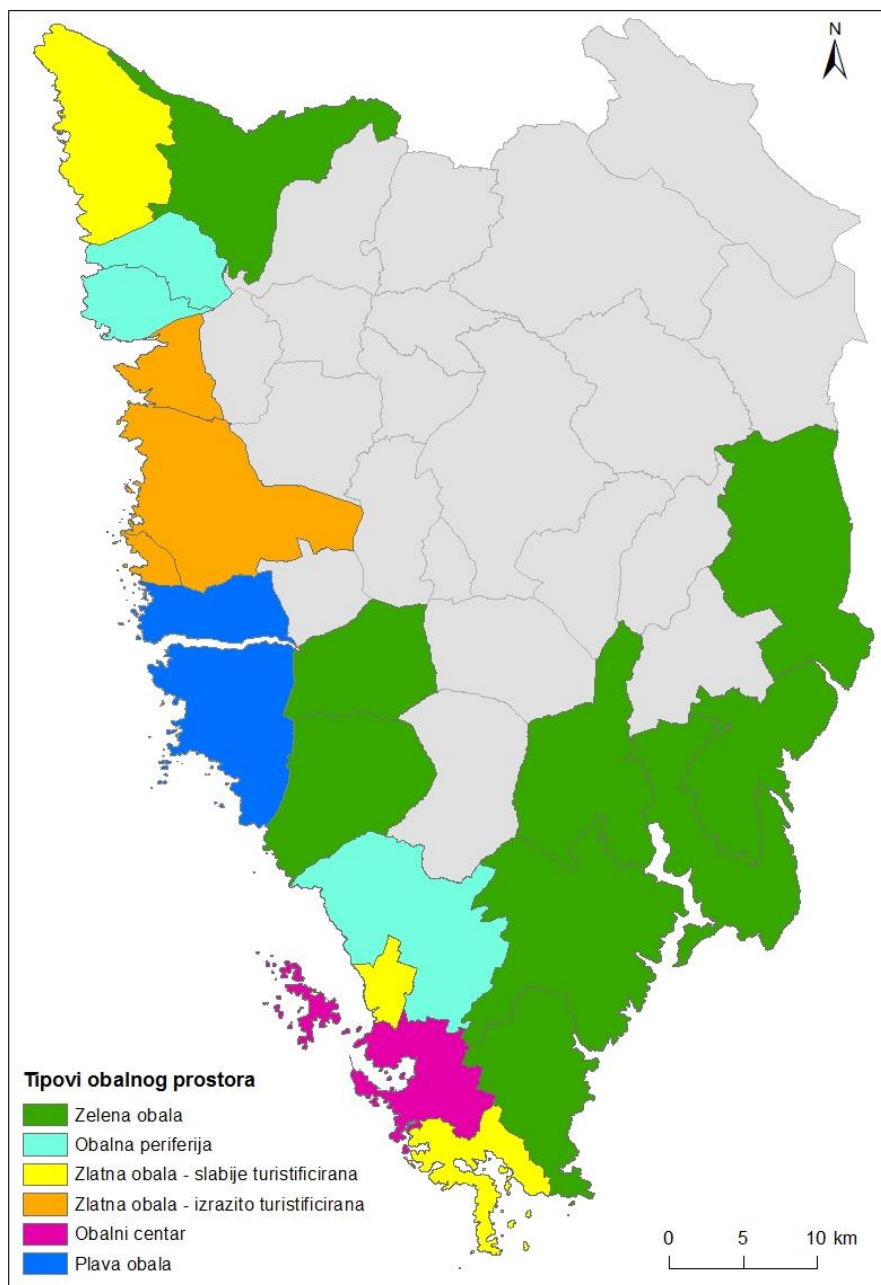 N
Tipovi obalnog prostora
Zelena obala
Obalna periferija
Zlatna obala - slabije turistificirana
Zlatna obala - izrazito turistificirana
Obalni centar
Plava obala
0 5 10 km